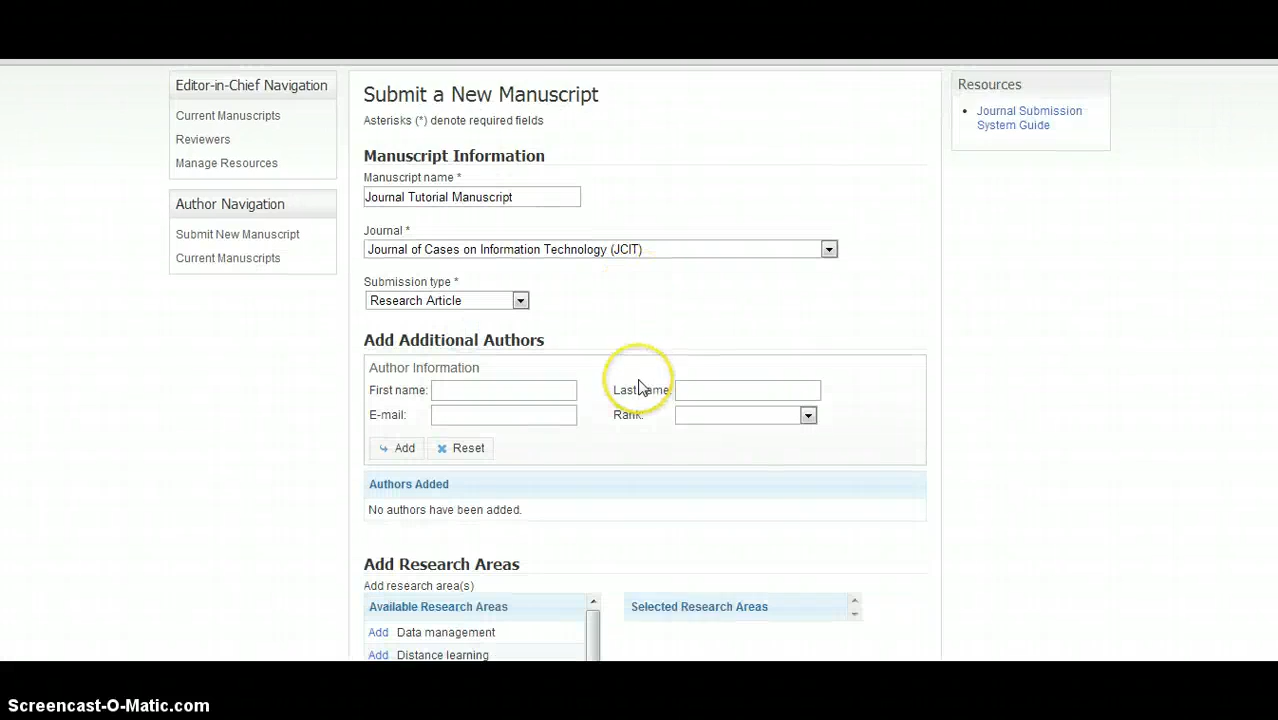 Editor-in-Chief Navigation
Current Manuscripts
Reviewers
Manage Resources
Author Navigation
Submit New Manuscript
Current Manuscripts
Submit a New Manuscript
Asterisks (*) denote required fields
Manuscript Information
Manuscript name *
Journal Tutorial Manuscript
Journal *
Journal of Cases on Information Technology (JCIT)
Submission type *
Research Article
Add Additional Authors
Author Information
First name:
Last name
E-mail:
Rank:
Add
Reset
Authors Added
No authors have been added.
Add Research Areas
Add research area(s)
Available Research Areas
Selected Research Areas
Add Data management
Add Distance learning
Resources
• Journal Submission
System Guide
Screencast-O-Matic.com